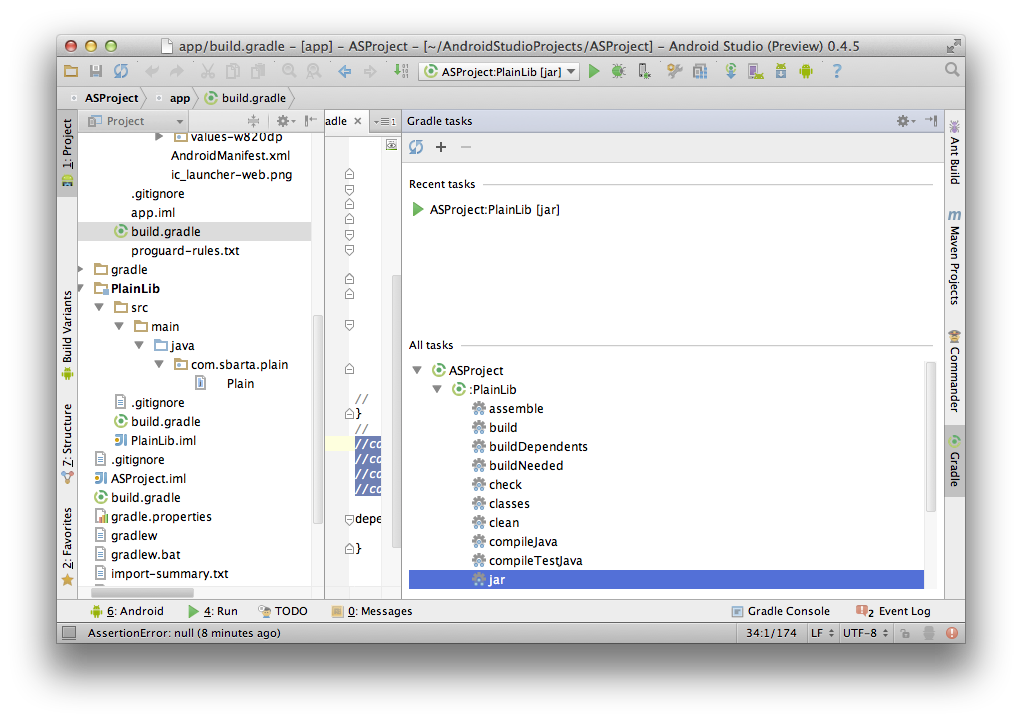 app/build.gradle – [app] – ASProject – [~/AndroidStudioProjects/ASProject] – Android Studio (Preview) 0.4.5
ASProject:PlainLib [jar]
?
ASProject
app
build.gradle
Project
adle
Gradle tasks
1: Project
Build Variants
Z: Structure
2: Favorites
values-w820dp
AndroidManifest.xml
ic_launcher-web.png
.gitignore
app.iml
build.gradle
proguard-rules.txt
gradle
PlainLib
src
main
java
com.sbarta.plain
Plain
.gitignore
build.gradle
PlainLib.iml
.gitignore
ASProject.iml
build.gradle
gradle.properties
gradlew
gradlew.bat
import-summary.txt
//
}
//
//co
//co
//co
//co
depe
}
Recent tasks
ASProject:PlainLib [jar]
All tasks
ASProject
:PlainLib
assemble
build
buildDependents
buildNeeded
check
classes
clean
compileJava
compileTestJava
jar
Ant Build
m
Maven Projects
Commander
Gradle
6: Android
4: Run
TODO
0: Messages
Gradle Console
2 Event Log
AssertionError: null (8 minutes ago)
34:1/174
LF
UTF-8